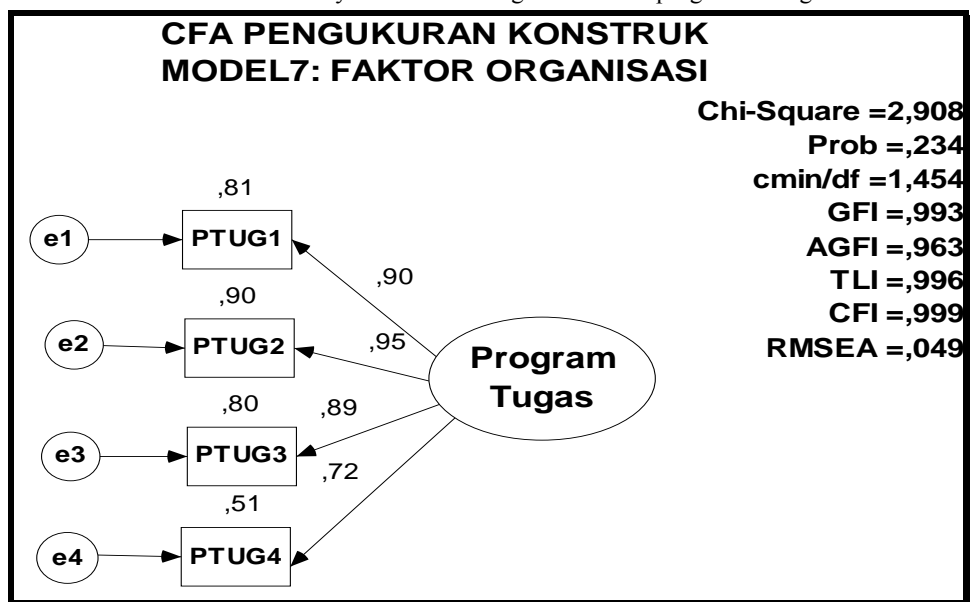 CFA PENGUKURAN KONSTRUK
MODEL7: FAKTOR ORGANISASI
Chi-Square =2,908
Prob =,234
cmin/df =1,454
GFI =,993
AGFI =,963
TLI =,996
CFI =,999
RMSEA =,049
,81
e1
PTUG1
,90
,90
e2
PTUG2
,95
Program
Tugas
,80
,89
e3
PTUG3
,72
,51
e4
PTUG4